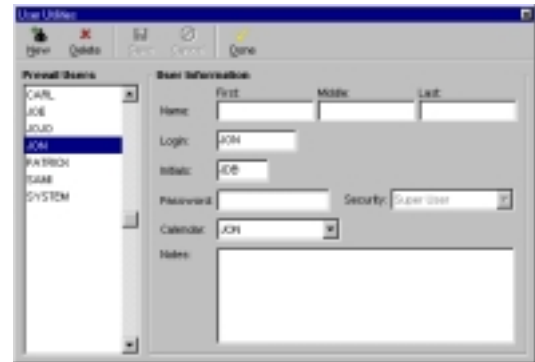 User Utilities
New Delete Save Cancel Done
Prevail Users
CARL
JOE
JOJO
JON
PATRICK
SAMI
SYSTEM
User Information
First: Middle: Last:
Name:
Login: JON
Initials: JDB
Password: Security: Super User
Calendar: JON
Notes: